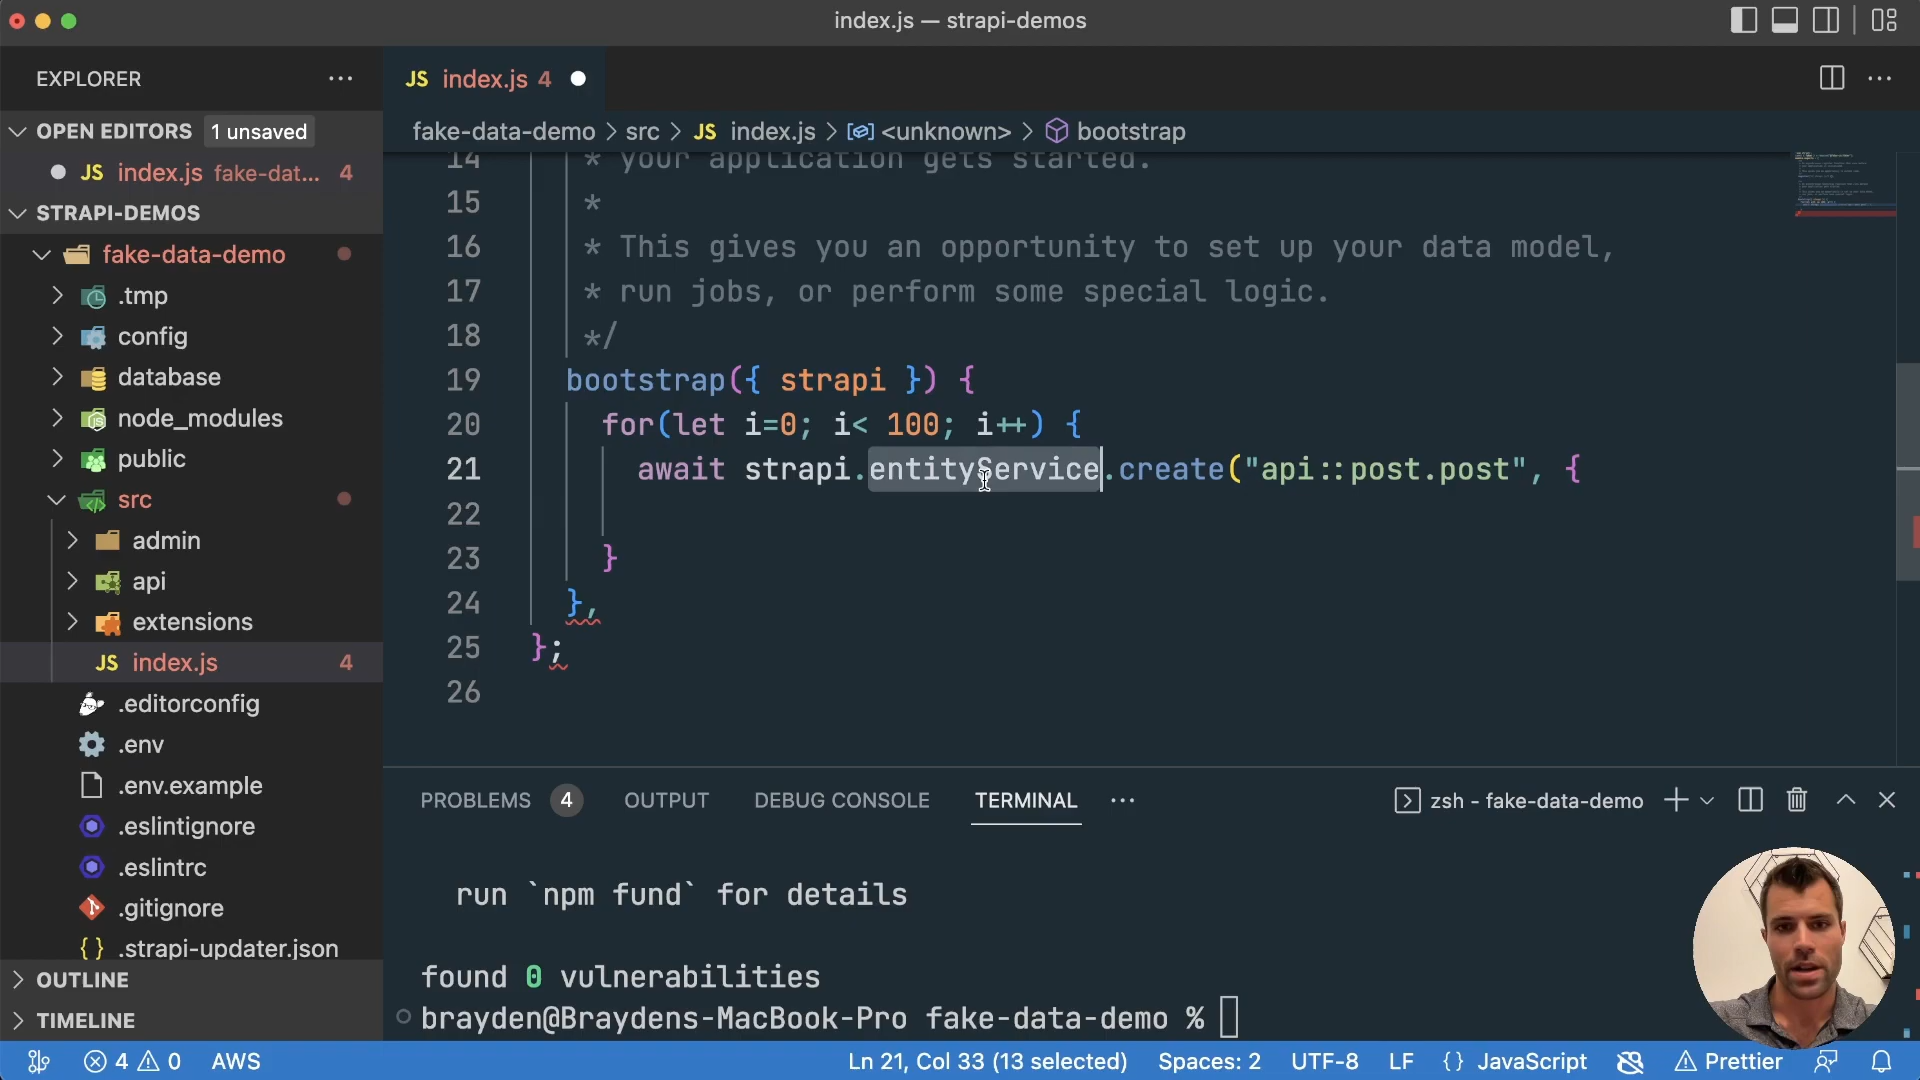 index.js — strapi-demos
EXPLORER
OPEN EDITORS 1 unsaved
JS index.js fake-dat... 4
STRAPI-DEMOS
fake-data-demo
.tmp
config
database
node_modules
public
src
admin
api
extensions
JS index.js 4
.editorconfig
.env
.env.example
.eslintignore
.eslintrc
.gitignore
{ } .strapi-updater.json
OUTLINE
TIMELINE
JS index.js 4
fake-data-demo > src > JS index.js > <unknown> > bootstrap
14 * your application gets started.
15 *
16 * This gives you an opportunity to set up your data model,
17 * run jobs, or perform some special logic.
18 */
19 bootstrap({ strapi }) {
20 for(let i=0; i< 100; i++) {
21 await strapi.entityService.create("api::post.post", {
22
23 }
24 },
25 };
26
PROBLEMS 4 OUTPUT DEBUG CONSOLE TERMINAL ... zsh - fake-data-demo
run `npm fund` for details
found 0 vulnerabilities
brayden@Braydens-MacBook-Pro fake-data-demo %
4 0 AWS Ln 21, Col 33 (13 selected) Spaces: 2 UTF-8 LF { } JavaScript Prettier